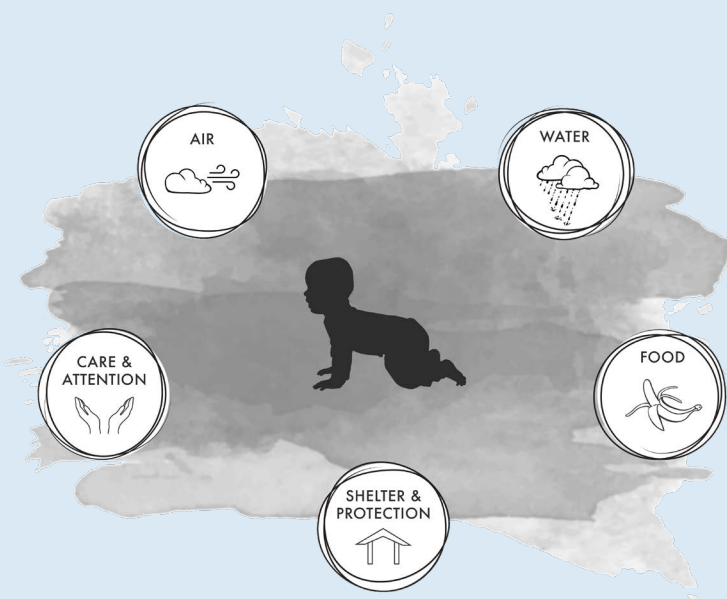 AIR
WATER
CARE &
ATTENTION
FOOD
SHELTER &
PROTECTION